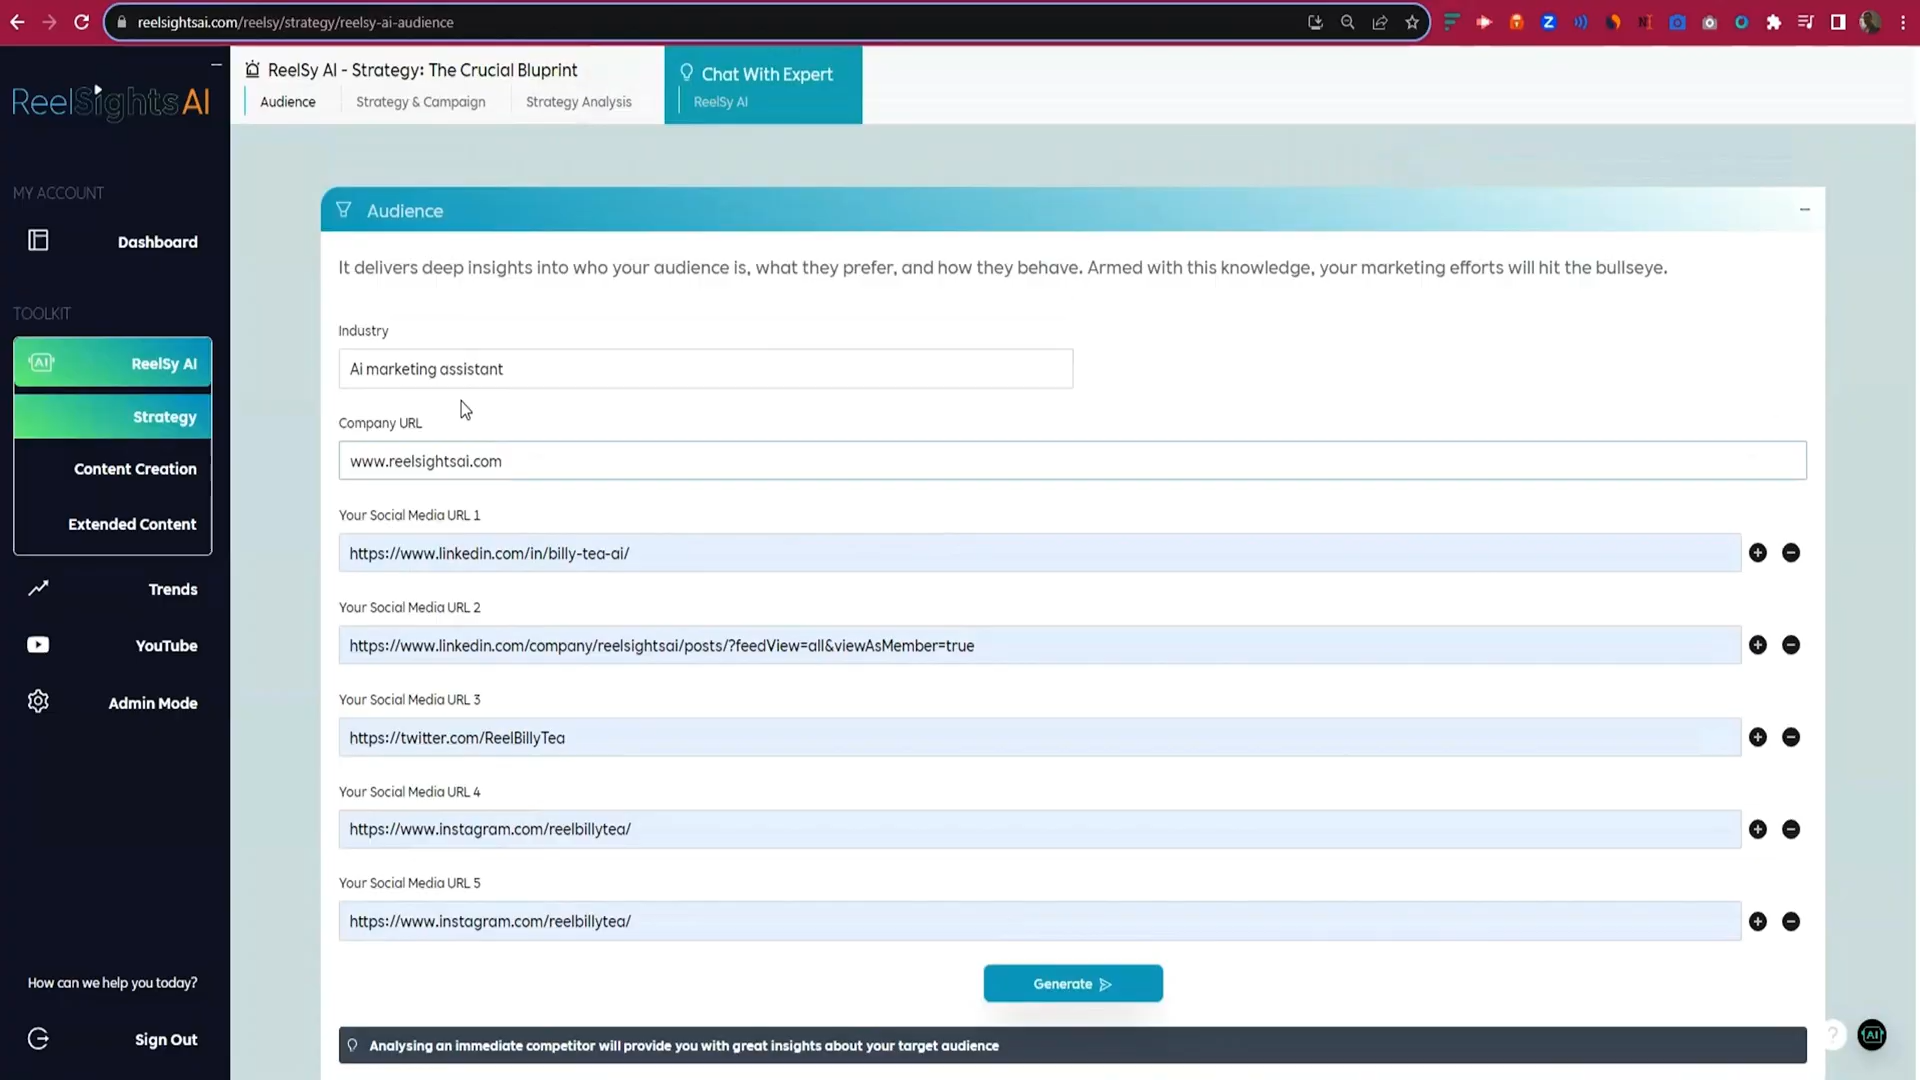 reelsightsai.com/reelsy/strategy/reelsy-ai-audience
ReelSightsAI
MY ACCOUNT
Dashboard
TOOLKIT
AI ReelSy AI
Strategy
Content Creation
Extended Content
Trends
YouTube
Admin Mode
How can we help you today?
Sign Out
ReelSy AI - Strategy: The Crucial Bluprint
Audience Strategy & Campaign Strategy Analysis
Chat With Expert
ReelSy AI
Audience
It delivers deep insights into who your audience is, what they prefer, and how they behave. Armed with this knowledge, your marketing efforts will hit the bullseye.
Industry
Ai marketing assistant
Company URL
www.reelsightsai.com
Your Social Media URL 1
https://www.linkedin.com/in/billy-tea-ai/
Your Social Media URL 2
https://www.linkedin.com/company/reelsightsai/posts/?feedView=all&viewAsMember=true
Your Social Media URL 3
https://twitter.com/ReelBillyTea
Your Social Media URL 4
https://www.instagram.com/reelbillytea/
Your Social Media URL 5
https://www.instagram.com/reelbillytea/
Generate
Analysing an immediate competitor will provide you with great insights about your target audience
? AI